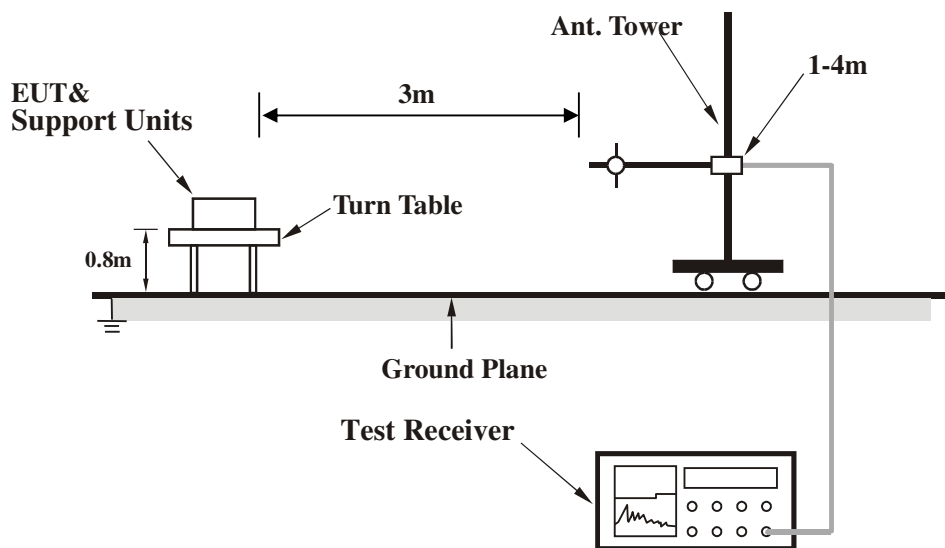 Ant. Tower
1-4m
3m
EUT&
Support Units
Turn Table
0.8m
Ground Plane
Test Receiver